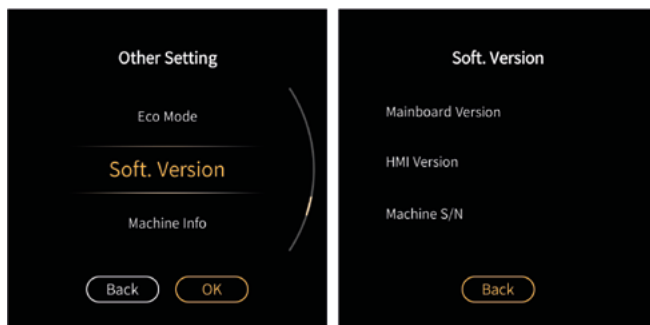 Other Setting
Eco Mode
Soft. Version
Machine Info
Back
OK
Soft. Version
Mainboard Version
HMI Version
Machine S/N
Back